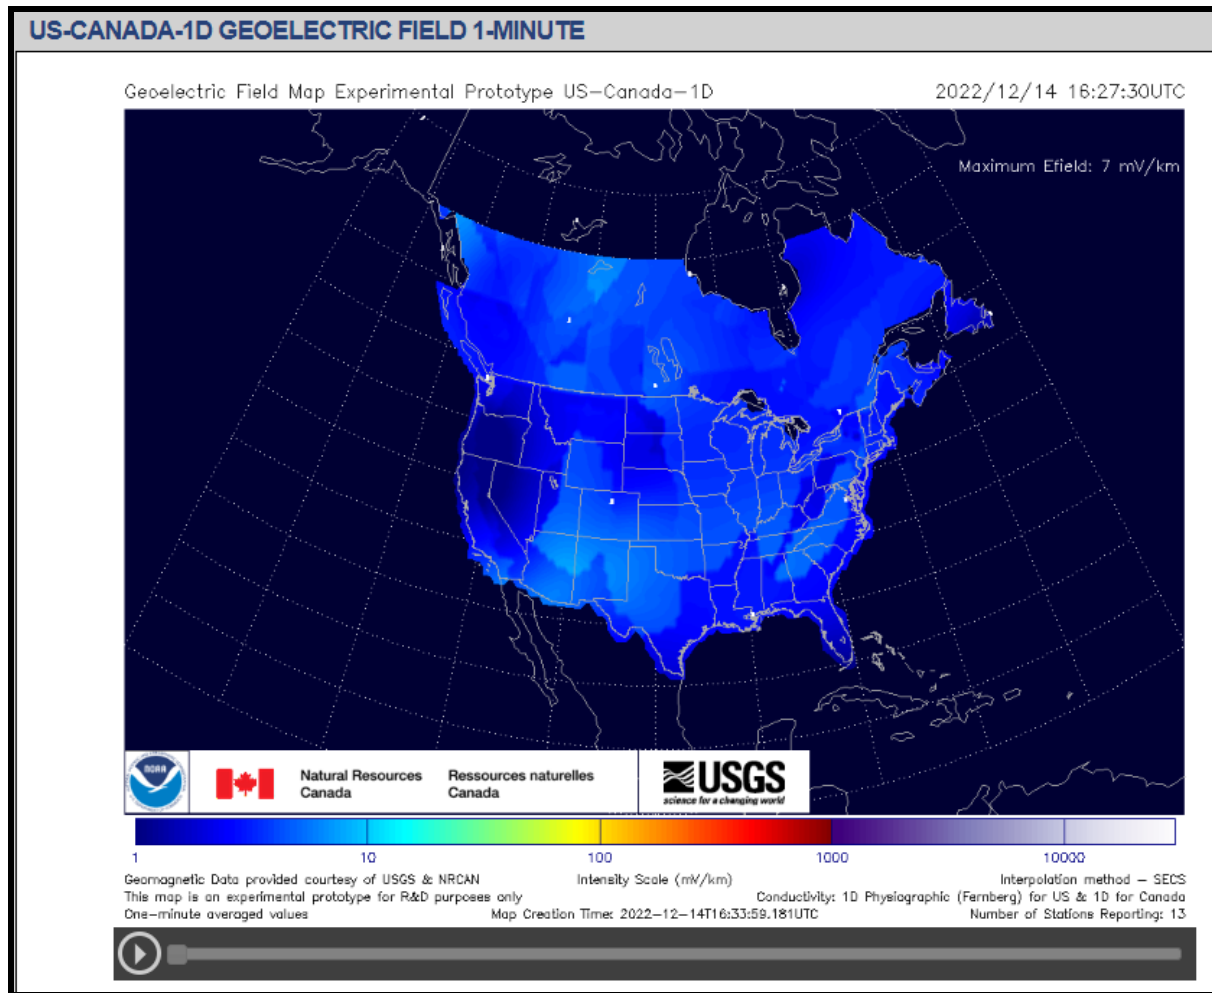 US-CANADA-1D GEOELECTRIC FIELD 1-MINUTE
Geoelectric Field Map Experimental Prototype US-Canada-1D
2022/12/14 16:27:30UTC
Maximum Efield: 7 mV/km
NOAA
Natural Resources Canada
Ressources naturelles Canada
USGS
science for a changing world
1 10 100 1000 10000
Geomagnetic Data provided courtesy of USGS & NRCAN
Intensity Scale (mV/km)
Interpolation method - SECS
This map is an experimental prototype for R&D purposes only
Conductivity: 1D Physiographic (Fernberg) for US & 1D for Canada
One-minute averaged values
Map Creation Time: 2022-12-14T16:33:59.181UTC
Number of Stations Reporting: 13